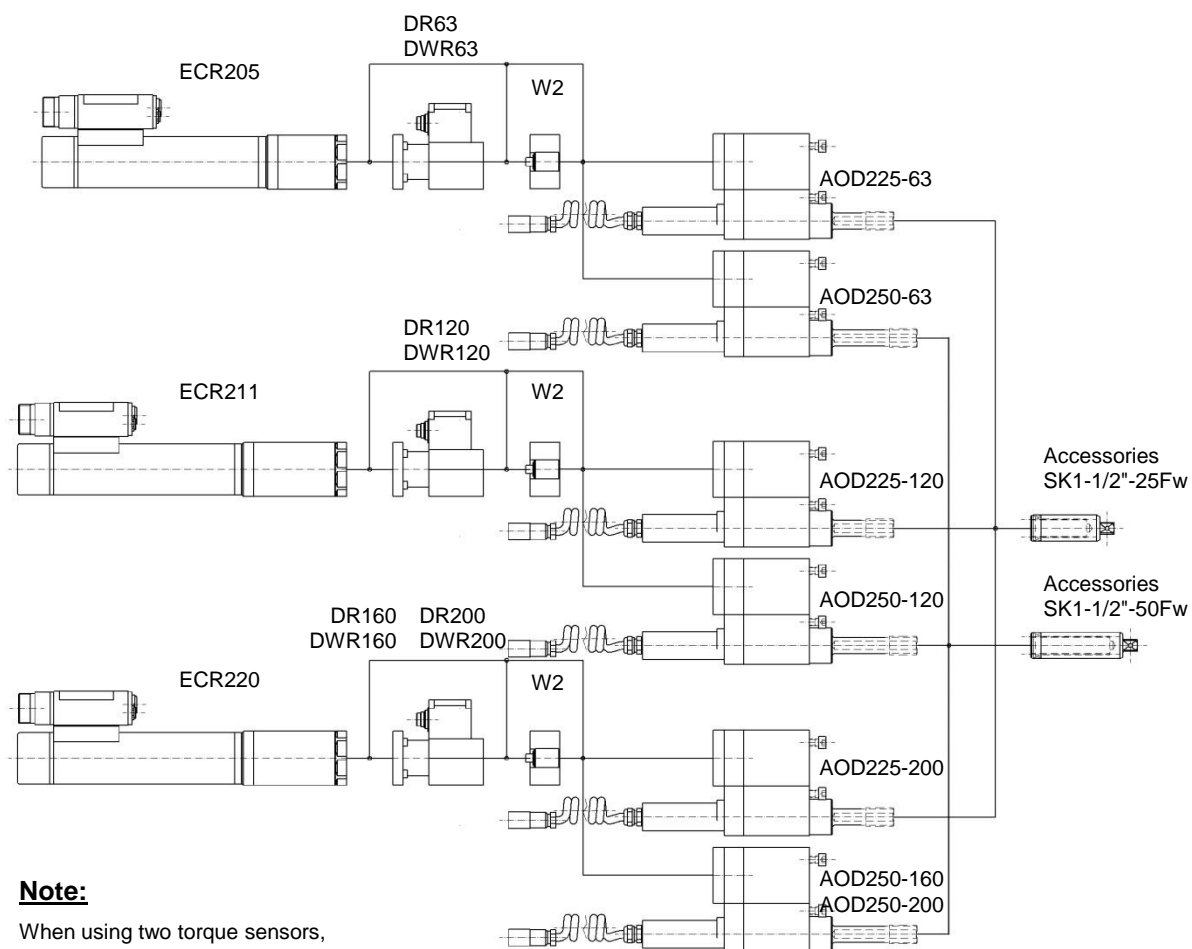 DR63
DWR63
ECR205
W2
AOD225-63
AOD250-63
DR120
DWR120
ECR211
W2
AOD225-120
Accessories
SK1-1/2"-25Fw
AOD250-120
Accessories
SK1-1/2"-50Fw
DR160 DR200
DWR160 DWR200
ECR220
W2
AOD225-200
AOD250-160
AOD250-200
Note:
When using two torque sensors,